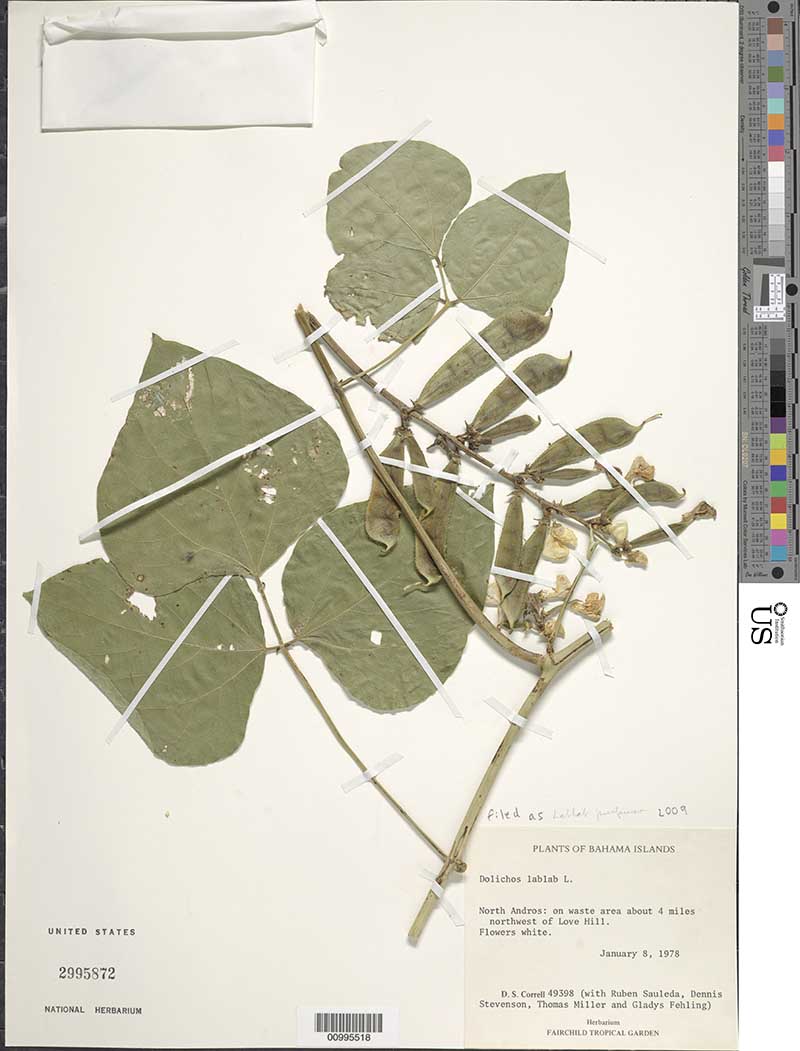 filed as Lablab purpureus 2009
PLANTS OF BAHAMA ISLANDS
Dolichos lablab L.
North Andros: on waste area about 4 miles
northwest of Love Hill.
Flowers white.
January 8, 1978
D. S. Correll 49398 (with Ruben Sauleda, Dennis
Stevenson, Thomas Miller and Gladys Fehling)
Herbarium
FAIRCHILD TROPICAL GARDEN
UNITED STATES
2995872
NATIONAL HERBARIUM
00995518
Golden Thread
Smithsonian
Institution
US